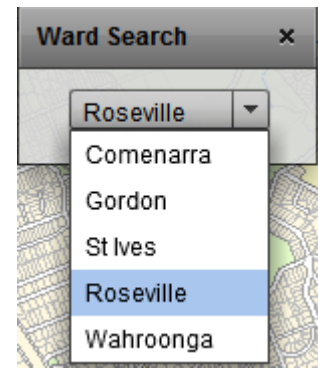 Ward Search ×
Roseville
Comenarra
Gordon
St Ives
Roseville
Wahroonga